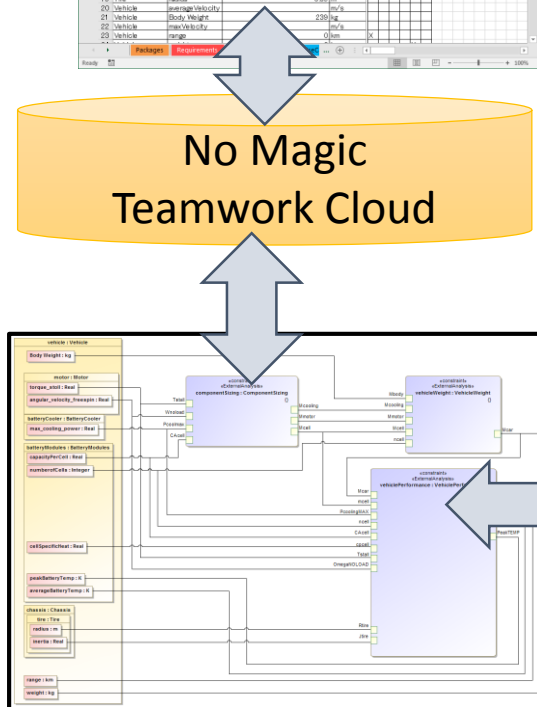 20 Vehicle averageVelocity m/s
21 Vehicle Body Weight 239 kg
22 Vehicle maxVelocity m/s
23 Vehicle range 0 km X
Packages Requirements ...
Ready 100%
No Magic
Teamwork Cloud
vehicle : Vehicle
Body Weight : kg
motor : Motor
torque_stall : Real
angular_velocity_freespin : Real
batteryCooler : BatteryCooler
max_cooling_power : Real
batteryModules : BatteryModules
capacityPerCell : Real
numberofCells : Integer
cellSpecificHeat : Real
peakBatteryTemp : K
averageBatteryTemp : K
chassis : Chassis
tire : Tire
radius : m
inertia : Real
range : km
weight : kg
«constraint»
«ExternalAnalysis»
componentSizing : ComponentSizing
{}
Tstall
Wnoload
Pcoolmax
CAcell
Mcooling
Mmotor
Mcell
«constraint»
«ExternalAnalysis»
vehicleWeight : VehicleWeight
{}
Mbody
Mcooling
Mmotor
Mcell
ncell
Mcar
«constraint»
«ExternalAnalysis»
Mcar
mcell
PcoolingMAX
ncell
CAcell
cpcell
Tstall
OmegaNOLOAD
Rtire
Jtire
PeakTEMP